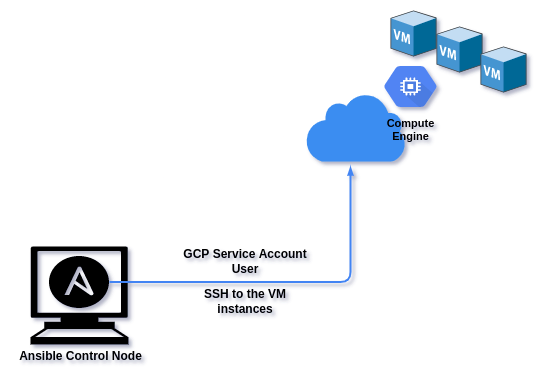 VM
VM
VM
Compute
Engine
GCP Service Account
User
SSH to the VM
instances
Ansible Control Node